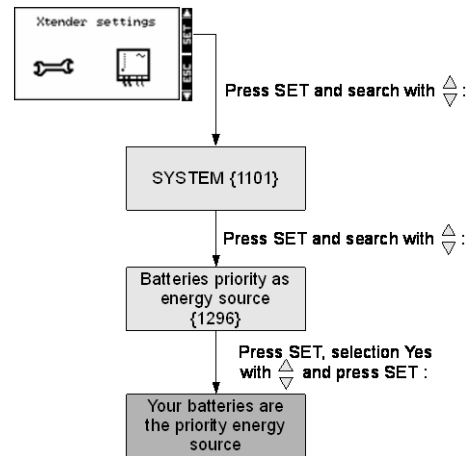 Xtender settings
SET
ESC
Press SET and search with :
SYSTEM {1101}
Press SET and search with :
Batteries priority as
energy source
{1296}
Press SET, selection Yes
with and press SET :
Your batteries are
the priority energy
source